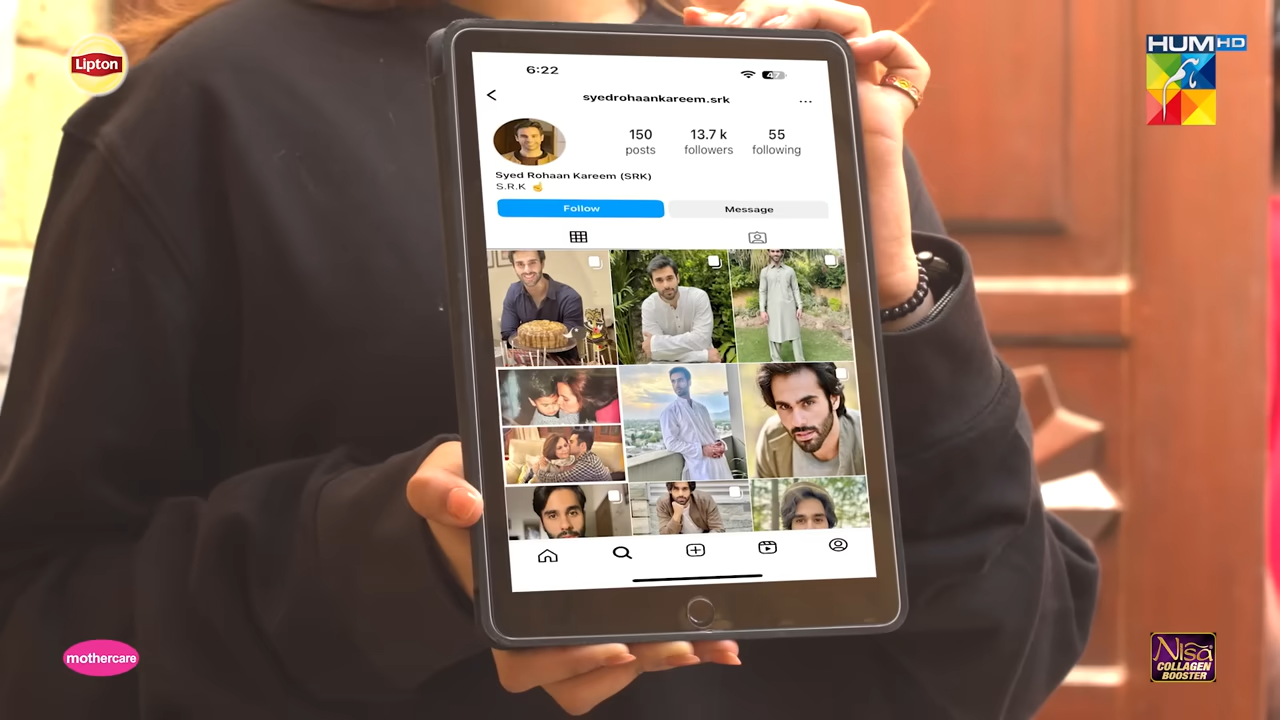 Lipton
HUM HD
6:22
47
syedrohaankareem.srk
150
posts
13.7 k
followers
55
following
Syed Rohaan Kareem (SRK)
S.R.K ☝
Follow
Message
mothercare
Nisa
COLLAGEN
BOOSTER